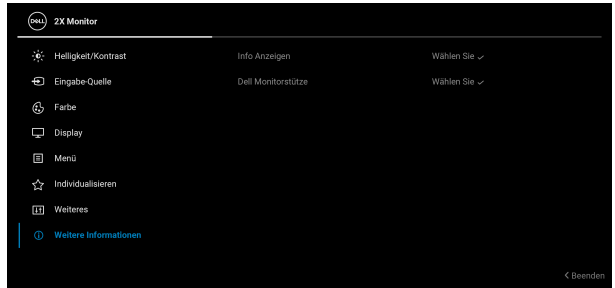 DELL 2X Monitor
Helligkeit/Kontrast Info Anzeigen Wählen Sie
Eingabe-Quelle Dell Monitorstütze Wählen Sie
Farbe
Display
Menü
Individualisieren
Weiteres
Weitere Informationen
Beenden